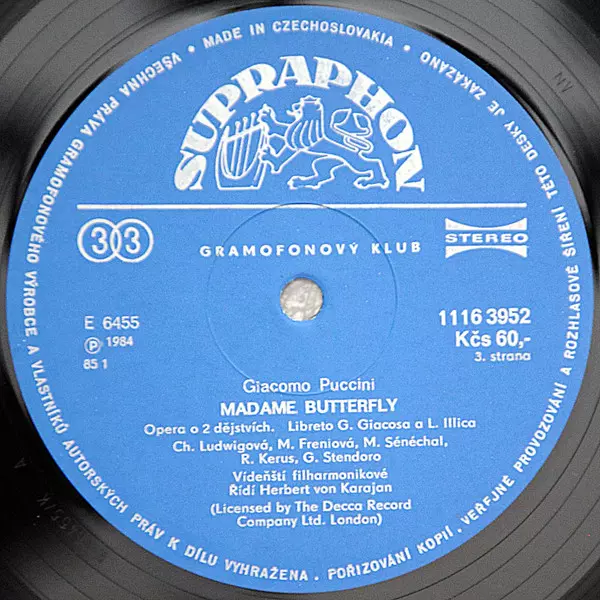 VŠECHNA PRÁVA GRAMOFONOVÉHO VÝROBCE A VLASTNÍKŮ AUTORSKÝCH PRÁV K DÍLU VYHRAŽENA . POŘIZOVÁNÍ KOPIÍ, VEŘEJNÉ PROVOZOVÁNÍ A ROZHLASOVÉ ŠÍŘENÍ TÉTO DESKY JE ZAKÁZÁNO
• MADE IN CZECHOSLOVAKIA •
SUPRAPHON
33
GRAMOFONOVÝ KLUB
STEREO
E 6455
Ⓟ 1984
85 1
1116 3952
Kčs 60,-
3. strana
Giacomo Puccini
MADAME BUTTERFLY
Opera o 2 dějstvích. Libreto G. Giacosa a L. Illica
Ch. Ludwigová, M. Freniová, M. Sénéchal,
R. Kerus, G. Stendoro
Vídeňští filharmonikové
Řídí Herbert von Karajan
(Licensed by The Decca Record
Company Ltd. London)